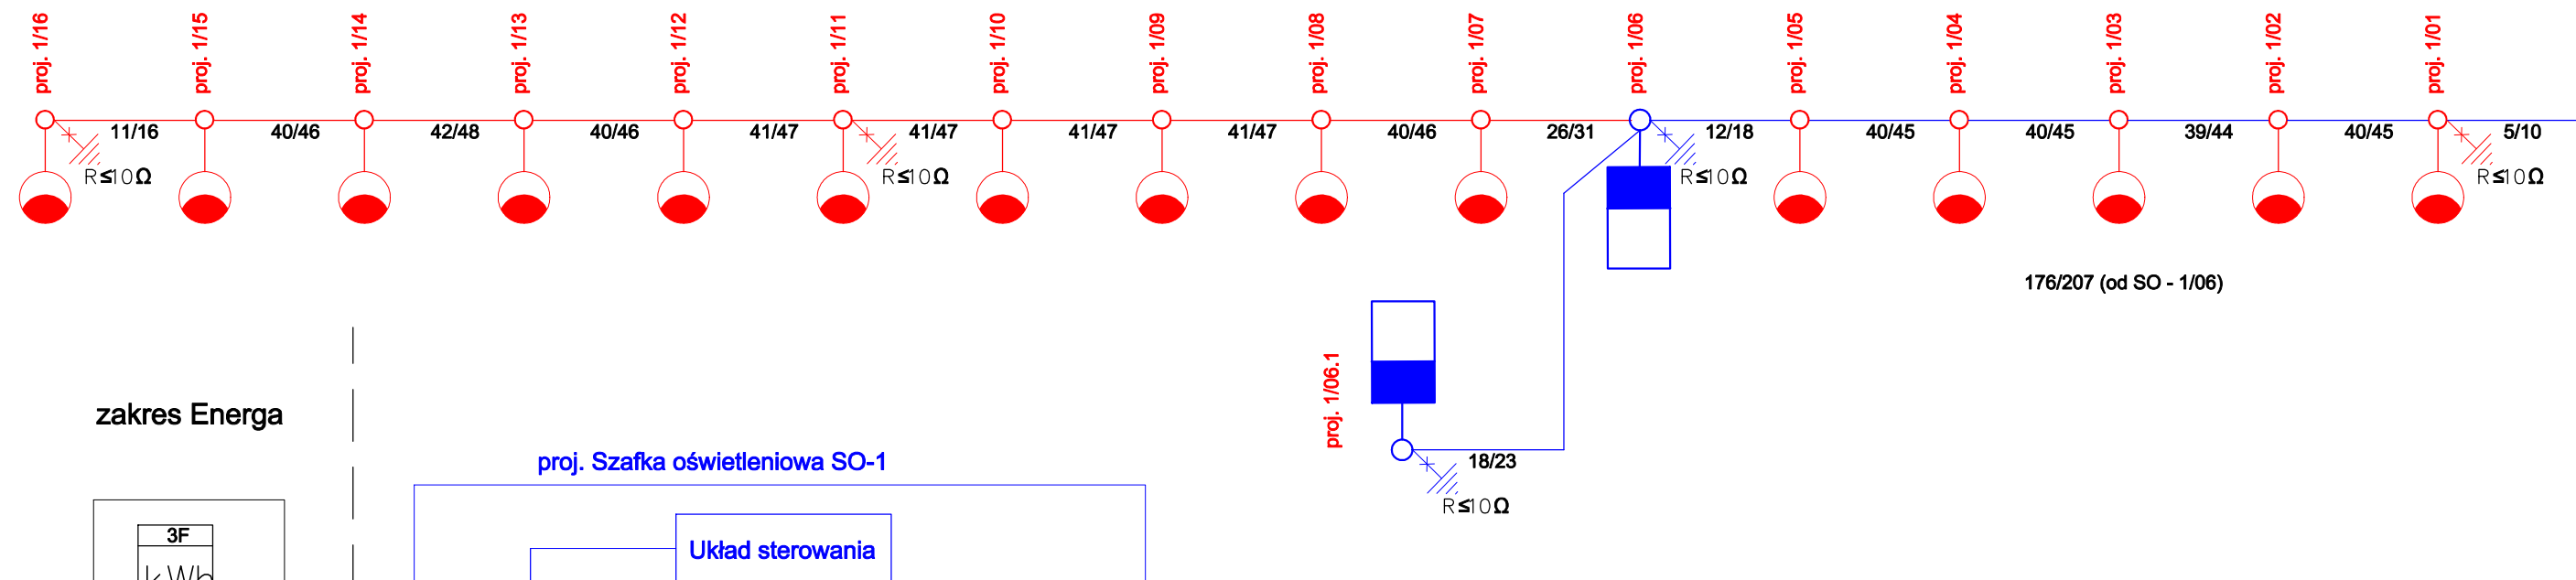 proj. 1/16
proj. 1/15
proj. 1/14
proj. 1/13
proj. 1/12
proj. 1/11
proj. 1/10
proj. 1/09
proj. 1/08
proj. 1/07
proj. 1/06
proj. 1/05
proj. 1/04
proj. 1/03
proj. 1/02
proj. 1/01
11/16
40/46
42/48
40/46
41/47
41/47
41/47
41/47
40/46
26/31
12/18
40/45
40/45
39/44
40/45
5/10
R≤10Ω
R≤10Ω
R≤10Ω
R≤10Ω
176/207 (od SO - 1/06)
proj. 1/06.1
zakres Energa
proj. Szafka oświetleniowa SO-1
18/23
R≤10Ω
3F
Układ sterowania
kWh